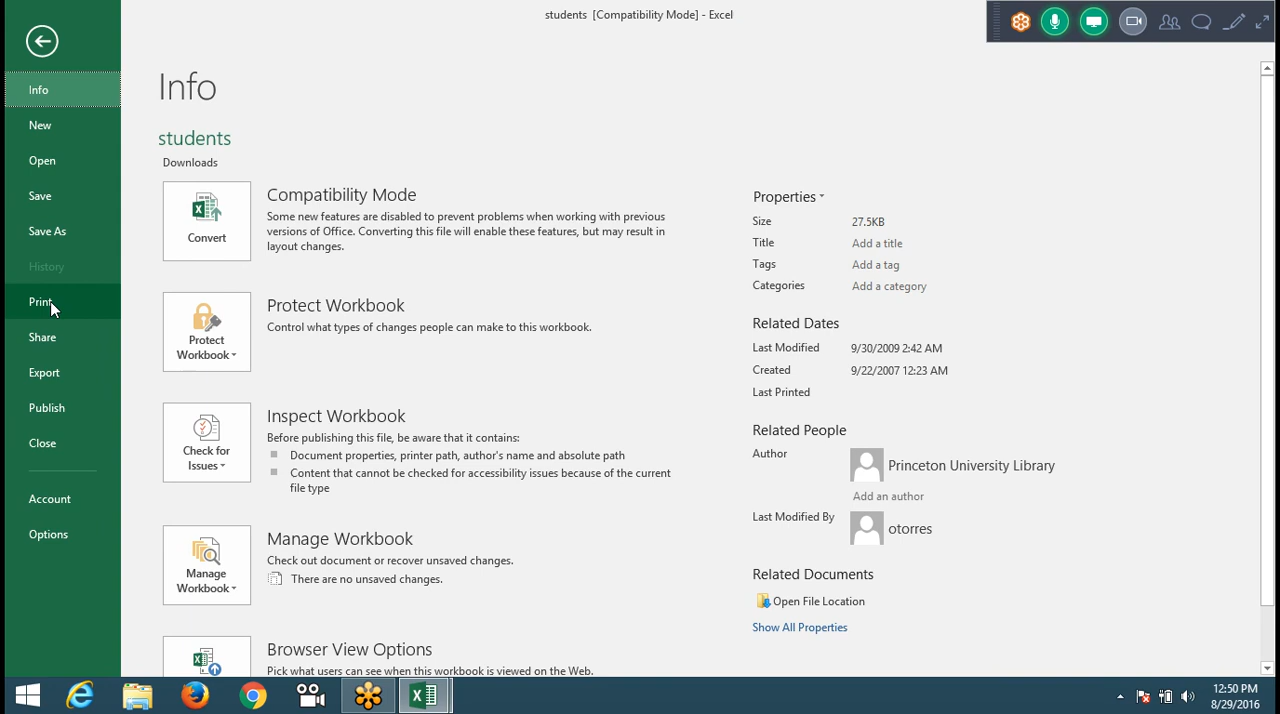 students [Compatibility Mode] - Excel
Info
New
Open
Save
Save As
History
Print
Share
Export
Publish
Close
Account
Options
Info
students
Downloads
Convert
Compatibility Mode
Some new features are disabled to prevent problems when working with previous
versions of Office. Converting this file will enable these features, but may result in
layout changes.
Protect
Workbook
Protect Workbook
Control what types of changes people can make to this workbook.
Check for
Issues
Inspect Workbook
Before publishing this file, be aware that it contains:
Document properties, printer path, author's name and absolute path
Content that cannot be checked for accessibility issues because of the current
file type
Manage
Workbook
Manage Workbook
Check out document or recover unsaved changes.
There are no unsaved changes.
Browser View Options
Pick what users can see when this workbook is viewed on the Web.
Properties
Size 27.5KB
Title Add a title
Tags Add a tag
Categories Add a category
Related Dates
Last Modified 9/30/2009 2:42 AM
Created 9/22/2007 12:23 AM
Last Printed
Related People
Author Princeton University Library
Add an author
Last Modified By otorres
Related Documents
Open File Location
Show All Properties
12:50 PM
8/29/2016